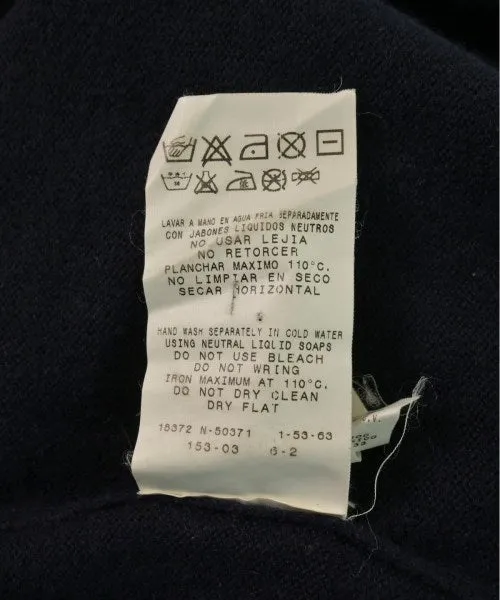 LAVAR A MANO EN AGUA FRIA SEPARADAMENTE
CON JABONES LIQUIDOS NEUTROS
NO USAR LEJIA
NO RETORCER
PLANCHAR MAXIMO 110°C.
NO LIMPIAR EN SECO
SECAR HORIZONTAL
HAND WASH SEPARATELY IN COLD WATER
USING NEUTRAL LIQUID SOAPS
DO NOT USE BLEACH
DO NOT WRING
IRON MAXIMUM AT 110°C.
DO NOT DRY CLEAN
DRY FLAT
18372 N-50371 1-53-63
153-03 6-2